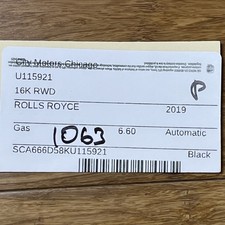 City Motors Chicago
U115921
16K RWD
P
ROLLS ROYCE 2019
Gas 1063 6.60 Automatic
SCA666D58KU115921
Black